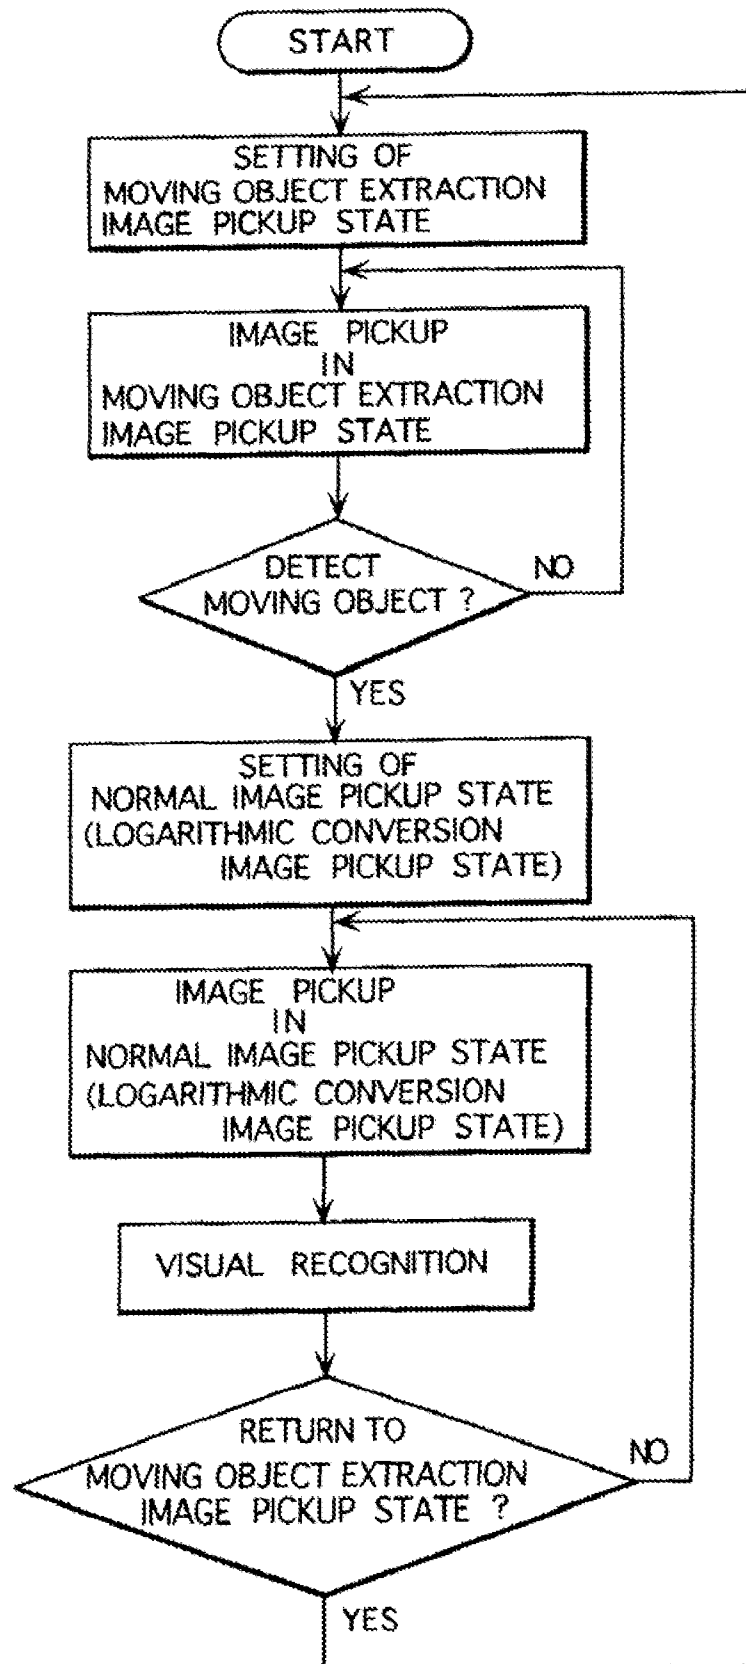 START
SETTING OF
MOVING OBJECT EXTRACTION
IMAGE PICKUP STATE
IMAGE PICKUP
IN
MOVING OBJECT EXTRACTION
IMAGE PICKUP STATE
DETECT
MOVING OBJECT ?
NO
YES
SETTING OF
NORMAL IMAGE PICKUP STATE
(LOGARITHMIC CONVERSION
IMAGE PICKUP STATE)
IMAGE PICKUP
IN
NORMAL IMAGE PICKUP STATE
(LOGARITHMIC CONVERSION
IMAGE PICKUP STATE)
VISUAL RECOGNITION
RETURN TO
MOVING OBJECT EXTRACTION
IMAGE PICKUP STATE ?
NO
YES